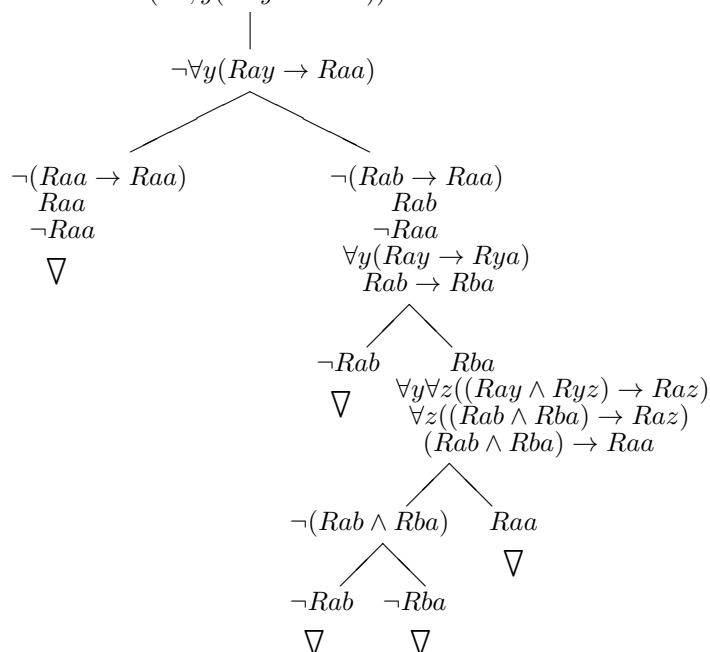 ¬∀y(Ray → Raa)
¬(Raa → Raa) ¬(Rab → Raa)
Raa Rab
¬Raa ¬Raa
∀y(Ray → Rya)
∇ Rab → Rba
¬Rab Rba
∇ ∀y∀z((Ray ∧ Ryz) → Raz)
∀z((Rab ∧ Rba) → Raz)
(Rab ∧ Rba) → Raa
¬(Rab ∧ Rba) Raa
∇
¬Rab ¬Rba
∇ ∇